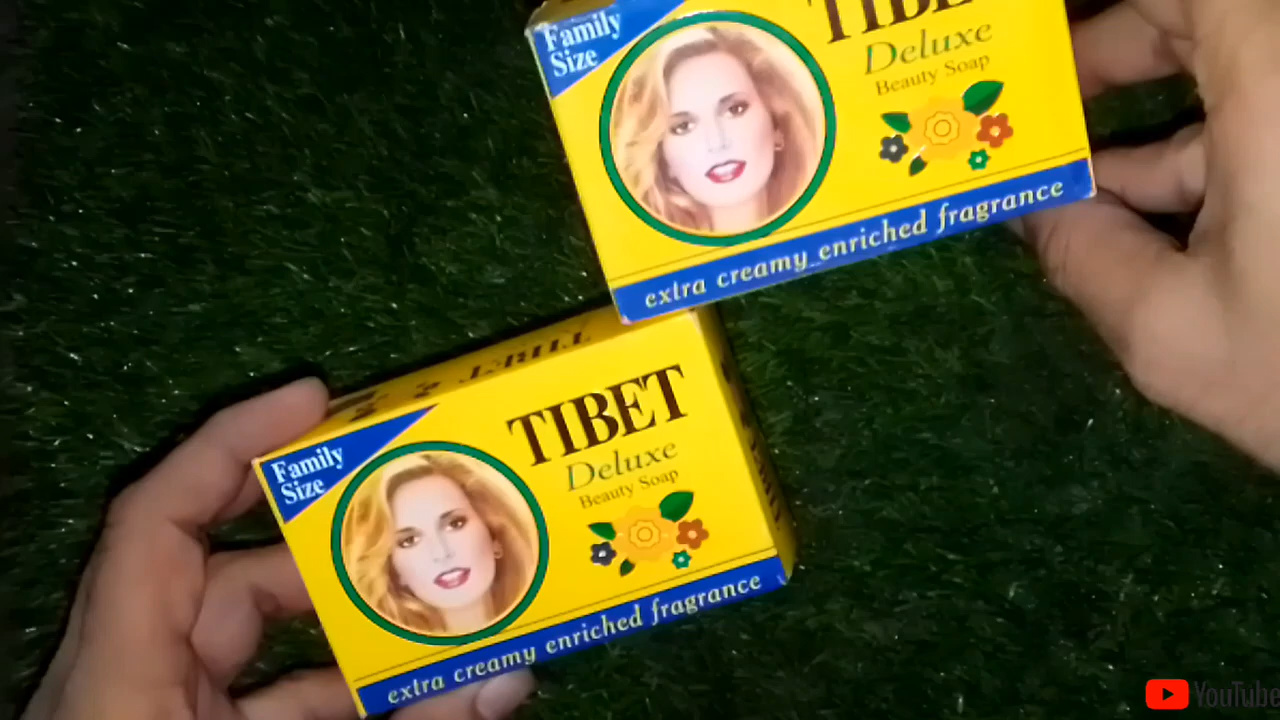 Family
Size
TIBE
Deluxe
Beauty Soap
extra creamy enriched fragrance
TIBET
Family
Size
TIBET
Deluxe
Beauty Soap
extra creamy enriched fragrance
YouTube